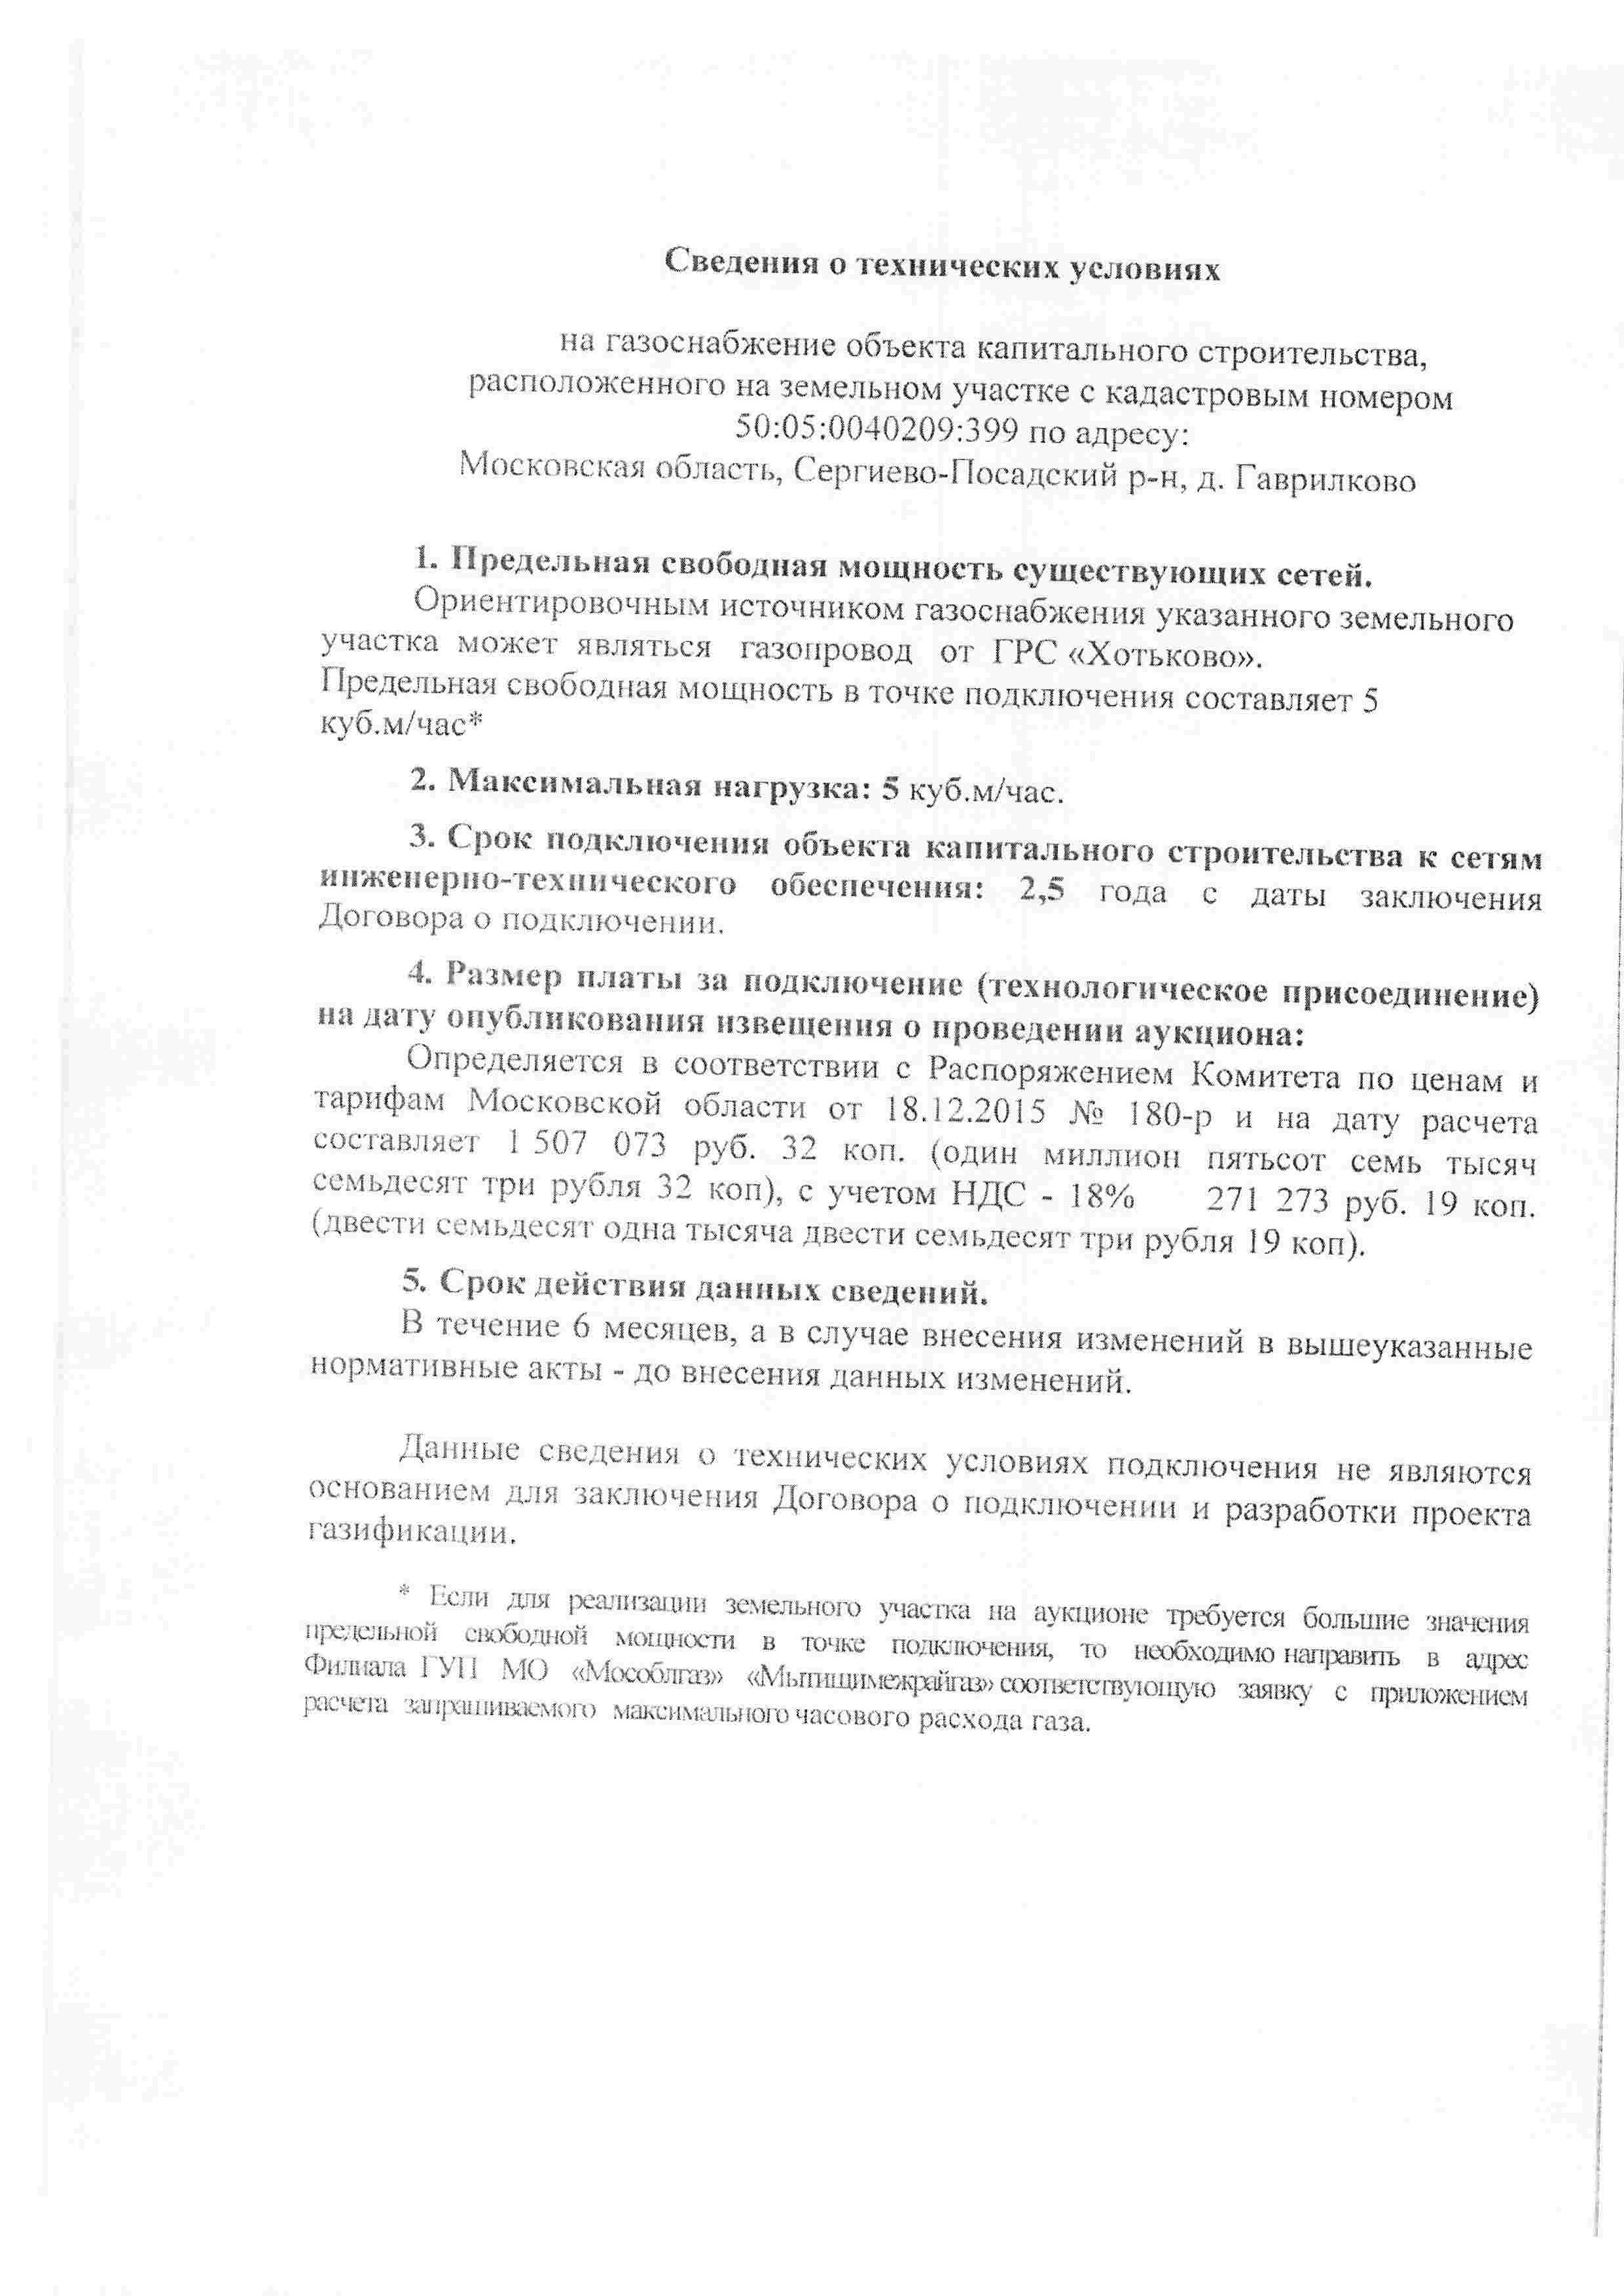 Сведения о технических условиях
на газоснабжение объекта капитального строительства,
расположенного на земельном участке с кадастровым номером
50:05:0040209:399 по адресу:
Московская область, Сергиево-Посадский р-н, д. Гаврилково
1. Предельная свободная мощность существующих сетей.
Ориентировочным источником газоснабжения указанного земельного
участка может являться газопровод от ГРС «Хотьково».
Предельная свободная мощность в точке подключения составляет 5
куб.м/час*
2. Максимальная нагрузка: 5 куб.м/час.
3. Срок подключения объекта капитального строительства к сетям
инженерно-технического обеспечения: 2,5 года с даты заключения
Договора о подключении.
4. Размер платы за подключение (технологическое присоединение)
на дату опубликования извещения о проведении аукциона:
Определяется в соответствии с Распоряжением Комитета по ценам и
тарифам Московской области от 18.12.2015 № 180-р и на дату расчета
составляет 1 507 073 руб. 32 коп. (один миллион пятьсот семь тысяч
семьдесят три рубля 32 коп), с учетом НДС - 18% 271 273 руб. 19 коп.
(двести семьдесят одна тысяча двести семьдесят три рубля 19 коп).
5. Срок действия данных сведений.
В течение 6 месяцев, а в случае внесения изменений в вышеуказанные
нормативные акты - до внесения данных изменений.
Данные сведения о технических условиях подключения не являются
основанием для заключения Договора о подключении и разработки проекта
газификации.
* Если для реализации земельного участка на аукционе требуется большие значения
предельной свободной мощности в точке подключения, то необходимо направить в адрес
Филиала ГУП МО «Мособлгаз» «Мытищимежрайгаз» соответствующую заявку с приложением
расчета запрашиваемого максимального часового расхода газа.